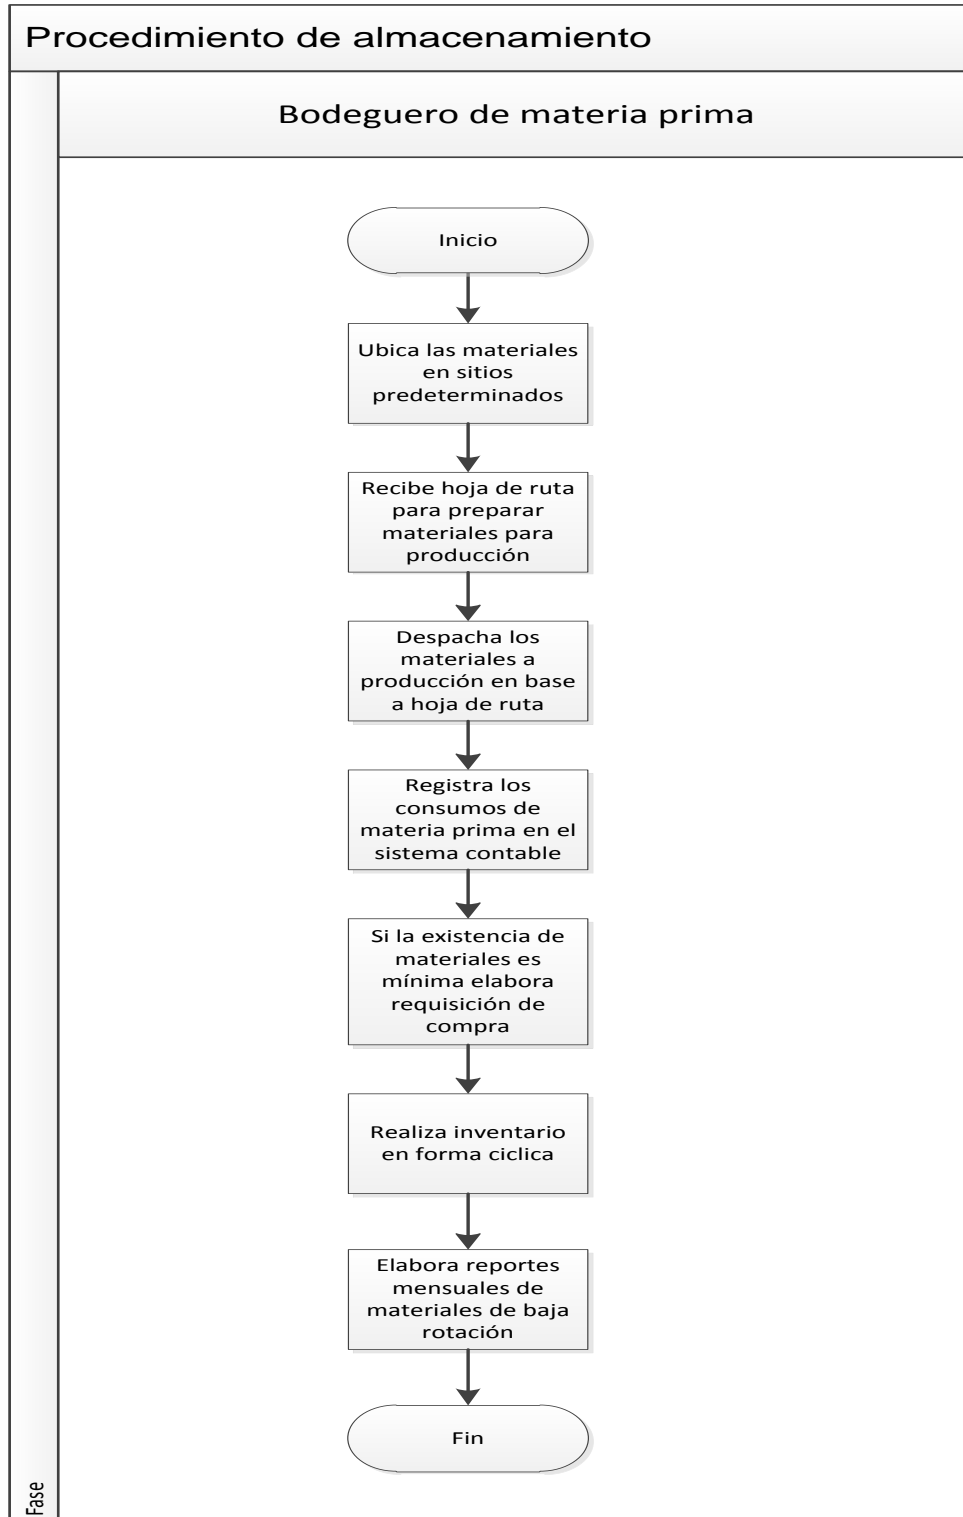 Procedimiento de almacenamiento
Bodeguero de materia prima
Inicio
Ubica las materiales
en sitios
predeterminados
Recibe hoja de ruta
para preparar
materiales para
producción
Despacha los
materiales a
producción en base
a hoja de ruta
Registra los
consumos de
materia prima en el
sistema contable
Si la existencia de
materiales es
mínima elabora
requisición de
compra
Realiza inventario
en forma ciclica
Elabora reportes
mensuales de
materiales de baja
rotación
Fin
Fase